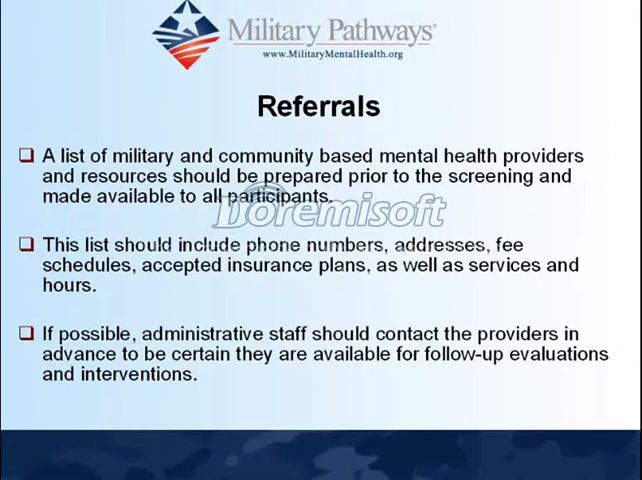 Military Pathways®
www.MilitaryMentalHealth.org
Referrals
A list of military and community based mental health providers
and resources should be prepared prior to the screening and
made available to all participants.
Doremisoft
This list should include phone numbers, addresses, fee
schedules, accepted insurance plans, as well as services and
hours.
If possible, administrative staff should contact the providers in
advance to be certain they are available for follow-up evaluations
and interventions.